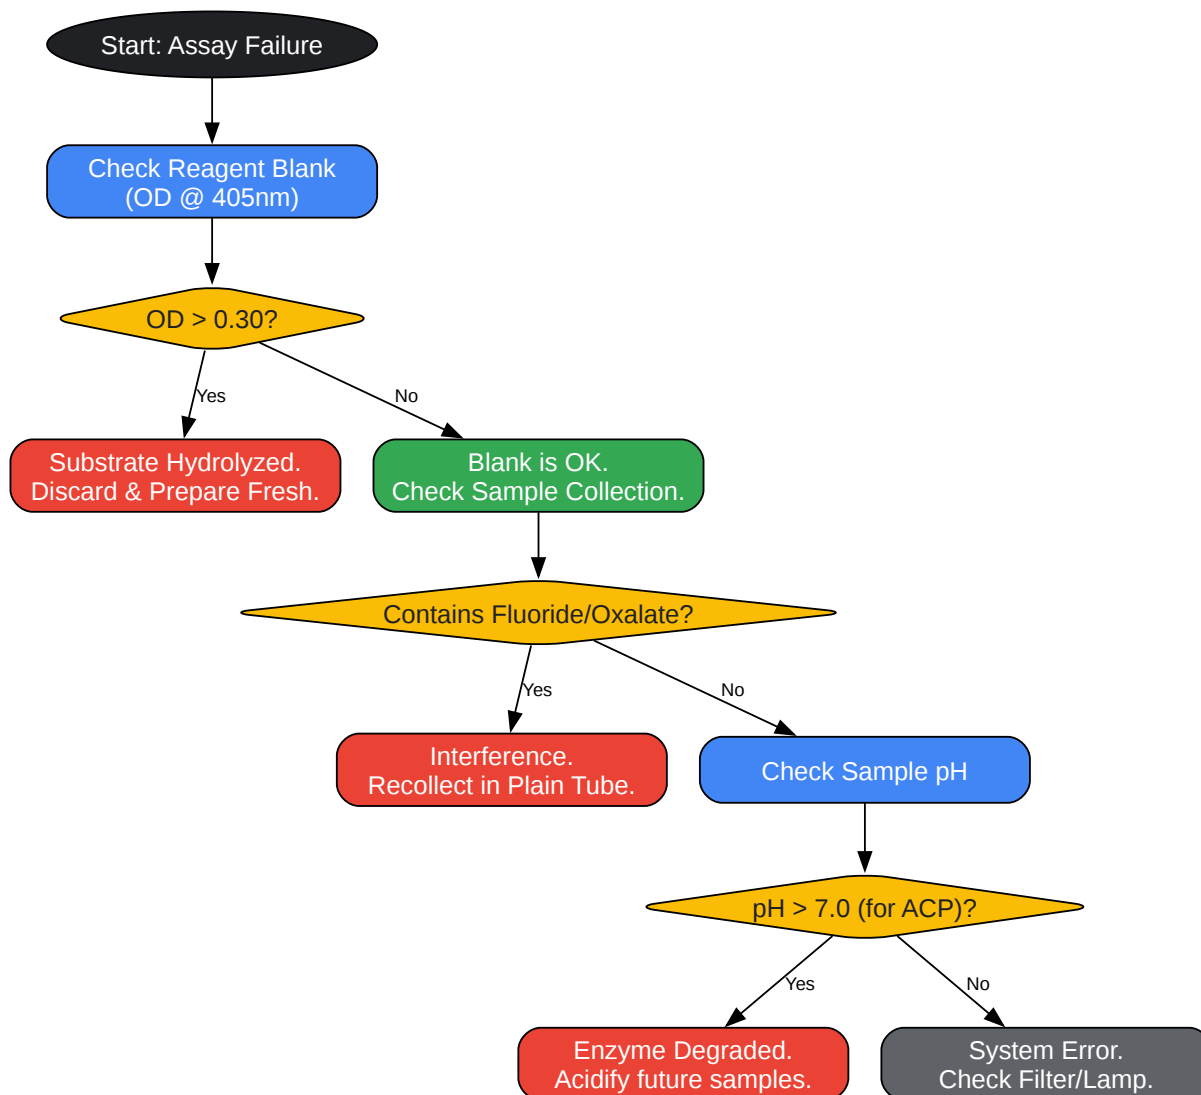 Start: Assay Failure
Check Reagent Blank
(OD @ 405nm)
OD > 0.30?
Yes
No
Substrate Hydrolyzed.
Discard & Prepare Fresh.
Blank is OK.
Check Sample Collection.
Contains Fluoride/Oxalate?
Yes
No
Interference.
Recollect in Plain Tube.
Check Sample pH
pH > 7.0 (for ACP)?
Yes
No
Enzyme Degraded.
Acidify future samples.
System Error.
Check Filter/Lamp.